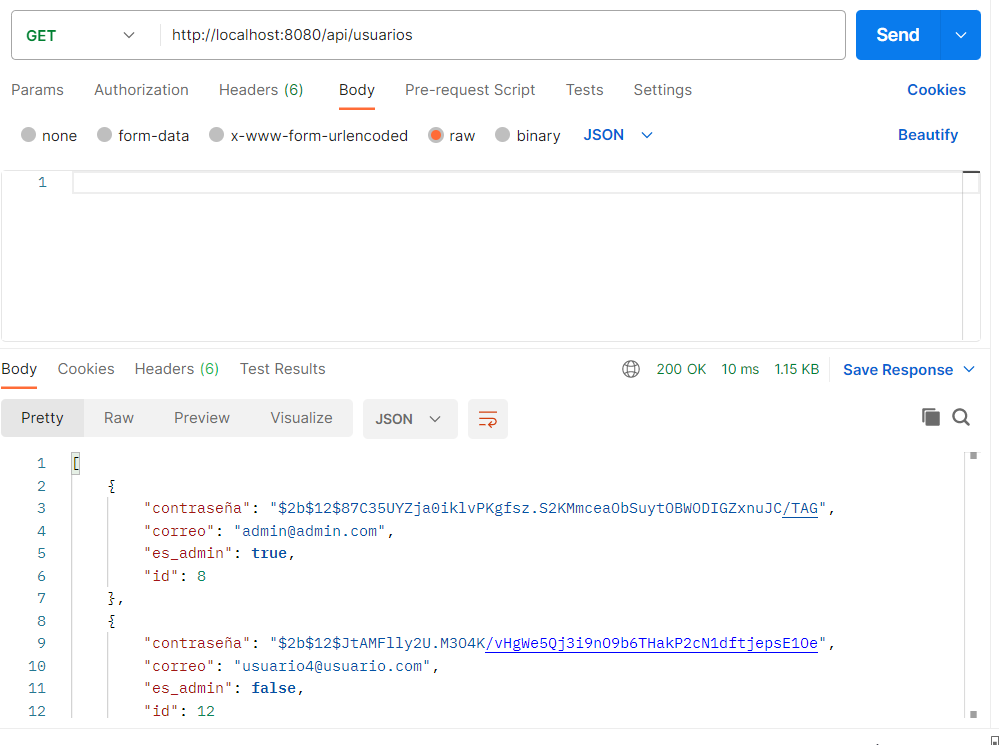 GET http://localhost:8080/api/usuarios Send
Params Authorization Headers (6) Body Pre-request Script Tests Settings Cookies
none form-data x-www-form-urlencoded raw binary JSON Beautify
1
Body Cookies Headers (6) Test Results 200 OK 10 ms 1.15 KB Save Response
Pretty Raw Preview Visualize JSON
1 [
2 {
3 "contraseña": "$2b$12$87C35UYZja0iklvPKgfsz.S2KMmceaObSuytOBWODIGZxnuJC/TAG",
4 "correo": "admin@admin.com",
5 "es_admin": true,
6 "id": 8
7 },
8 {
9 "contraseña": "$2b$12$JtAMFlly2U.M3O4K/vHgWe5Qj3i9nO9b6THakP2cN1dftjepsE1Oe",
10 "correo": "usuario4@usuario.com",
11 "es_admin": false,
12 "id": 12